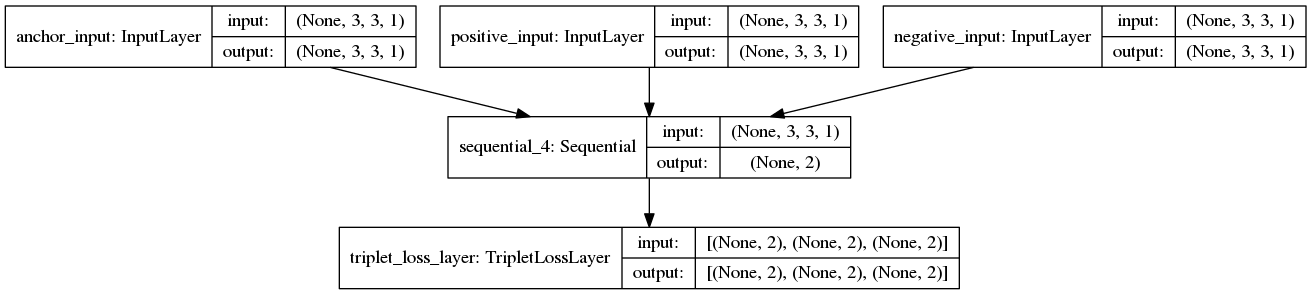 anchor_input: InputLayer
input: (None, 3, 3, 1)
output: (None, 3, 3, 1)
positive_input: InputLayer
input: (None, 3, 3, 1)
output: (None, 3, 3, 1)
negative_input: InputLayer
input: (None, 3, 3, 1)
output: (None, 3, 3, 1)
sequential_4: Sequential
input: (None, 3, 3, 1)
output: (None, 2)
triplet_loss_layer: TripletLossLayer
input: [(None, 2), (None, 2), (None, 2)]
output: [(None, 2), (None, 2), (None, 2)]